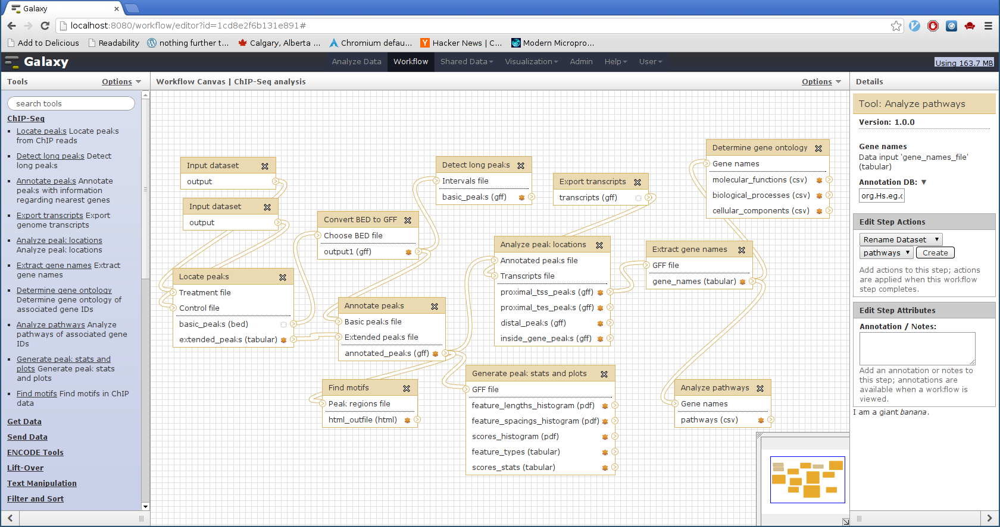 Galaxy
localhost:8080/workflow/editor?id=1cd8e2f6b131e891#
Add to Delicious
Readability
nothing further t...
Calgary, Alberta ...
Chromium defau...
Hacker News | C...
Modern Micropro...
Galaxy
Analyze Data
Workflow
Shared Data
Visualization
Admin
Help
User
Using 163.7 MB
Tools
Options
search tools
ChIP-Seq
Locate peaks Locate peaks
from ChIP reads
Detect long peaks Detect
long peaks
Annotate peaks Annotate
peaks with information
regarding nearest genes
Export transcripts Export
genome transcripts
Analyze peak locations
Analyze peak locations
Extract gene names Extract
gene names
Determine gene ontology
Determine gene ontology of
associated gene IDs
Analyze pathways Analyze
pathways of associated gene
IDs
Generate peak stats and
plots Generate peak stats
and plots
Find motifs Find motifs in ChIP
data
Get Data
Send Data
ENCODE Tools
Lift-Over
Text Manipulation
Filter and Sort
Workflow Canvas | ChIP-Seq analysis
Options
Input dataset
output
Input dataset
output
Locate peaks
Treatment file
Control file
basic_peaks (bed)
extended_peaks (tabular)
Convert BED to GFF
Choose BED file
output1 (gff)
Annotate peaks
Basic peaks file
Extended peaks file
annotated_peaks (gff)
Find motifs
Peak regions file
html_outfile (html)
Detect long peaks
Intervals file
basic_peaks (gff)
Export transcripts
transcripts (gff)
Analyze peak locations
Annotated peaks file
Transcripts file
proximal_tss_peaks (gff)
proximal_tes_peaks (gff)
distal_peaks (gff)
inside_gene_peaks (gff)
Generate peak stats and plots
GFF file
feature_lengths_histogram (pdf)
feature_spacings_histogram (pdf)
scores_histogram (pdf)
feature_types (tabular)
scores_stats (tabular)
Determine gene ontology
Gene names
molecular_functions (csv)
biological_processes (csv)
cellular_components (csv)
Extract gene names
GFF file
gene_names (tabular)
Analyze pathways
Gene names
pathways (csv)
Details
Tool: Analyze pathways
Version: 1.0.0
Gene names
Data input 'gene_names_file'
(tabular)
Annotation DB:
org.Hs.eg.
Edit Step Actions
Rename Dataset
pathways
Create
Add actions to this step; actions
are applied when this workflow
step completes.
Edit Step Attributes
Annotation / Notes:
Add an annotation or notes to
this step; annotations are
available when a workflow is
viewed.
I am a giant banana.